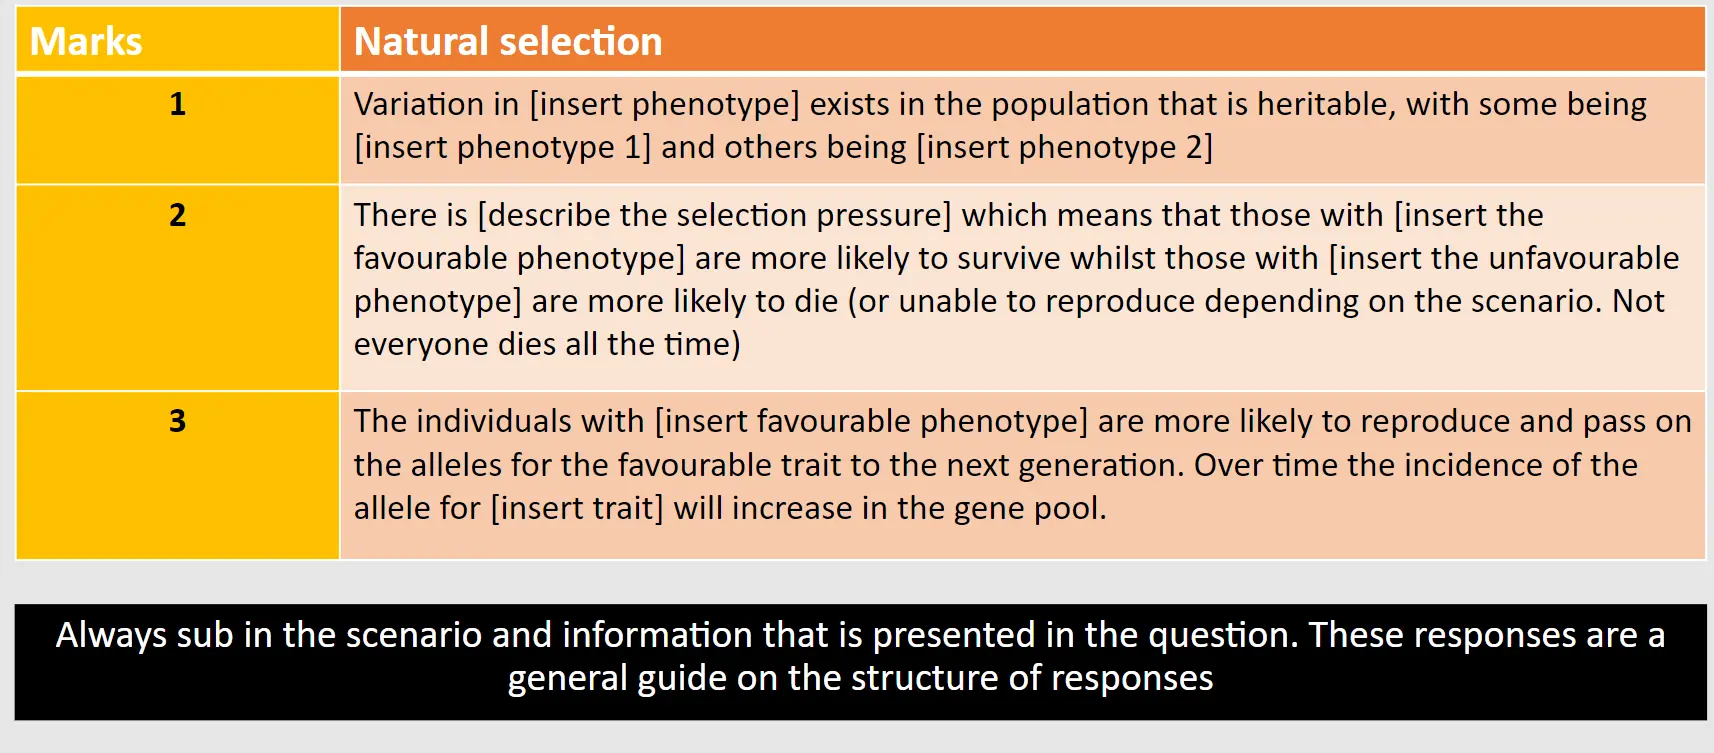 Marks
Natural selection
1
Variation in [insert phenotype] exists in the population that is heritable, with some being
[insert phenotype 1] and others being [insert phenotype 2]
2
There is [describe the selection pressure] which means that those with [insert the
favourable phenotype] are more likely to survive whilst those with [insert the unfavourable
phenotype] are more likely to die (or unable to reproduce depending on the scenario. Not
everyone dies all the time)
3
The individuals with [insert favourable phenotype] are more likely to reproduce and pass on
the alleles for the favourable trait to the next generation. Over time the incidence of the
allele for [insert trait] will increase in the gene pool.
Always sub in the scenario and information that is presented in the question. These responses are a
general guide on the structure of responses